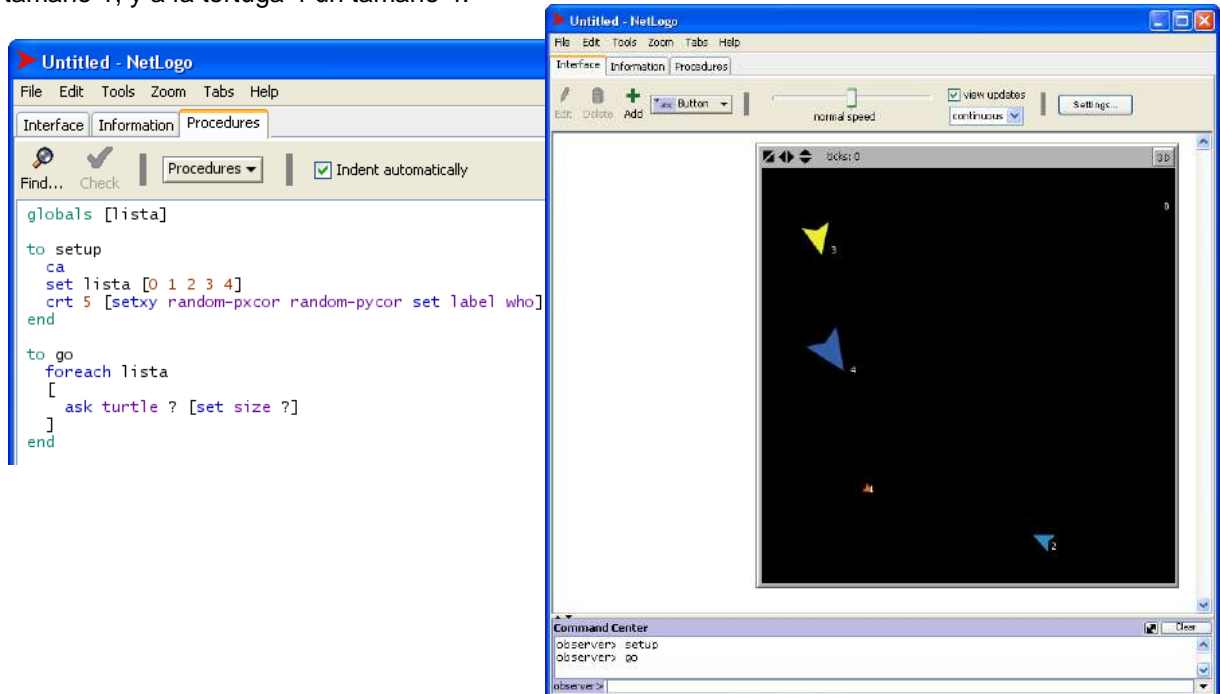 tamaño 1, y a la tortuga 4 un tamaño 4.
Untitled - NetLogo
File Edit Tools Zoom Tabs Help
Interface Information Procedures
Find... Check Procedures Indent automatically
globals [lista]
to setup
ca
set lista [0 1 2 3 4]
crt 5 [setxy random-pxcor random-pycor set label who]
end
to go
foreach lista
[
ask turtle ? [set size ?]
]
end
Untitled - NetLogo
File Edit Tools Zoom Tabs Help
Interface Information Procedures
Edit Delete Add abc Button normal speed view updates continuous Settings...
ticks: 0 3D
0
3
4
1
2
Command Center Clear
observer> setup
observer> go
observer>